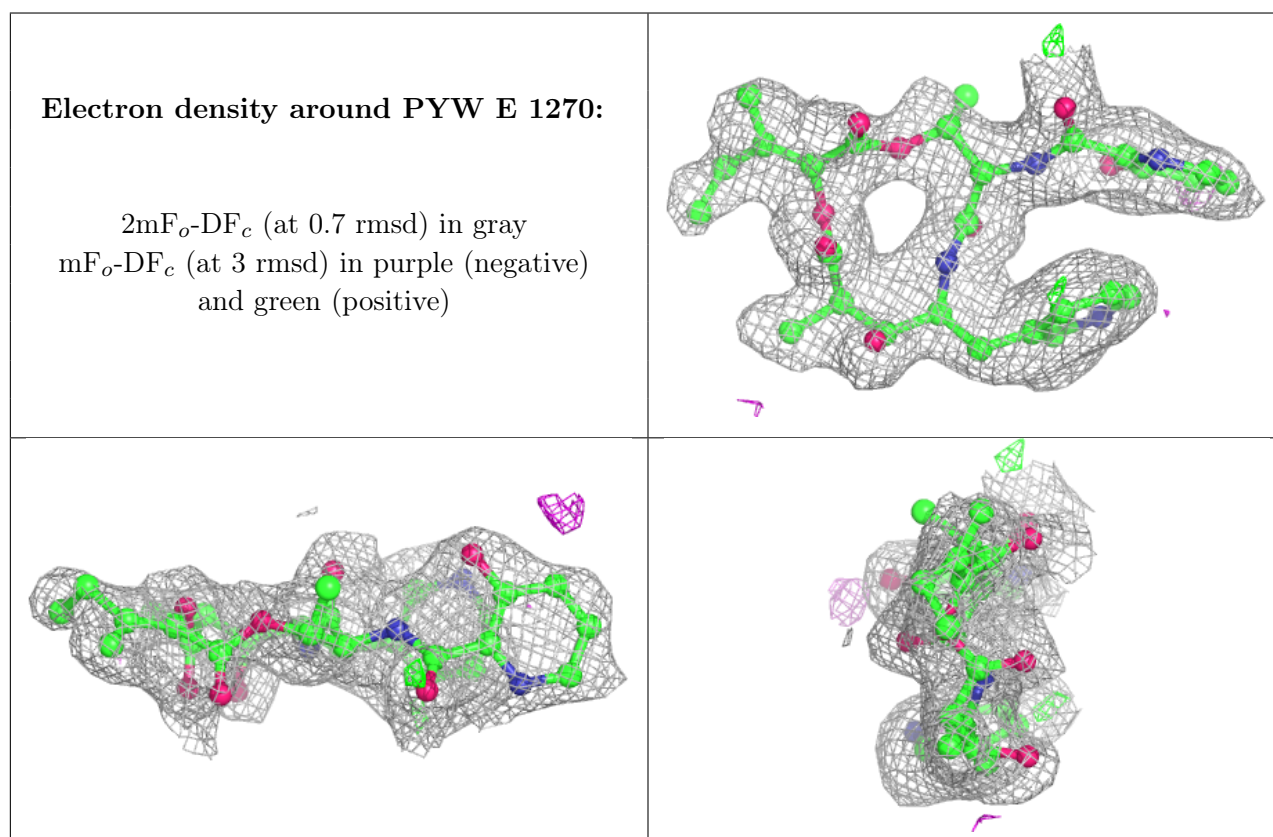 Electron density around PYW E 1270:
2mFo-DFc (at 0.7 rmsd) in gray
mFo-DFc (at 3 rmsd) in purple (negative)
and green (positive)